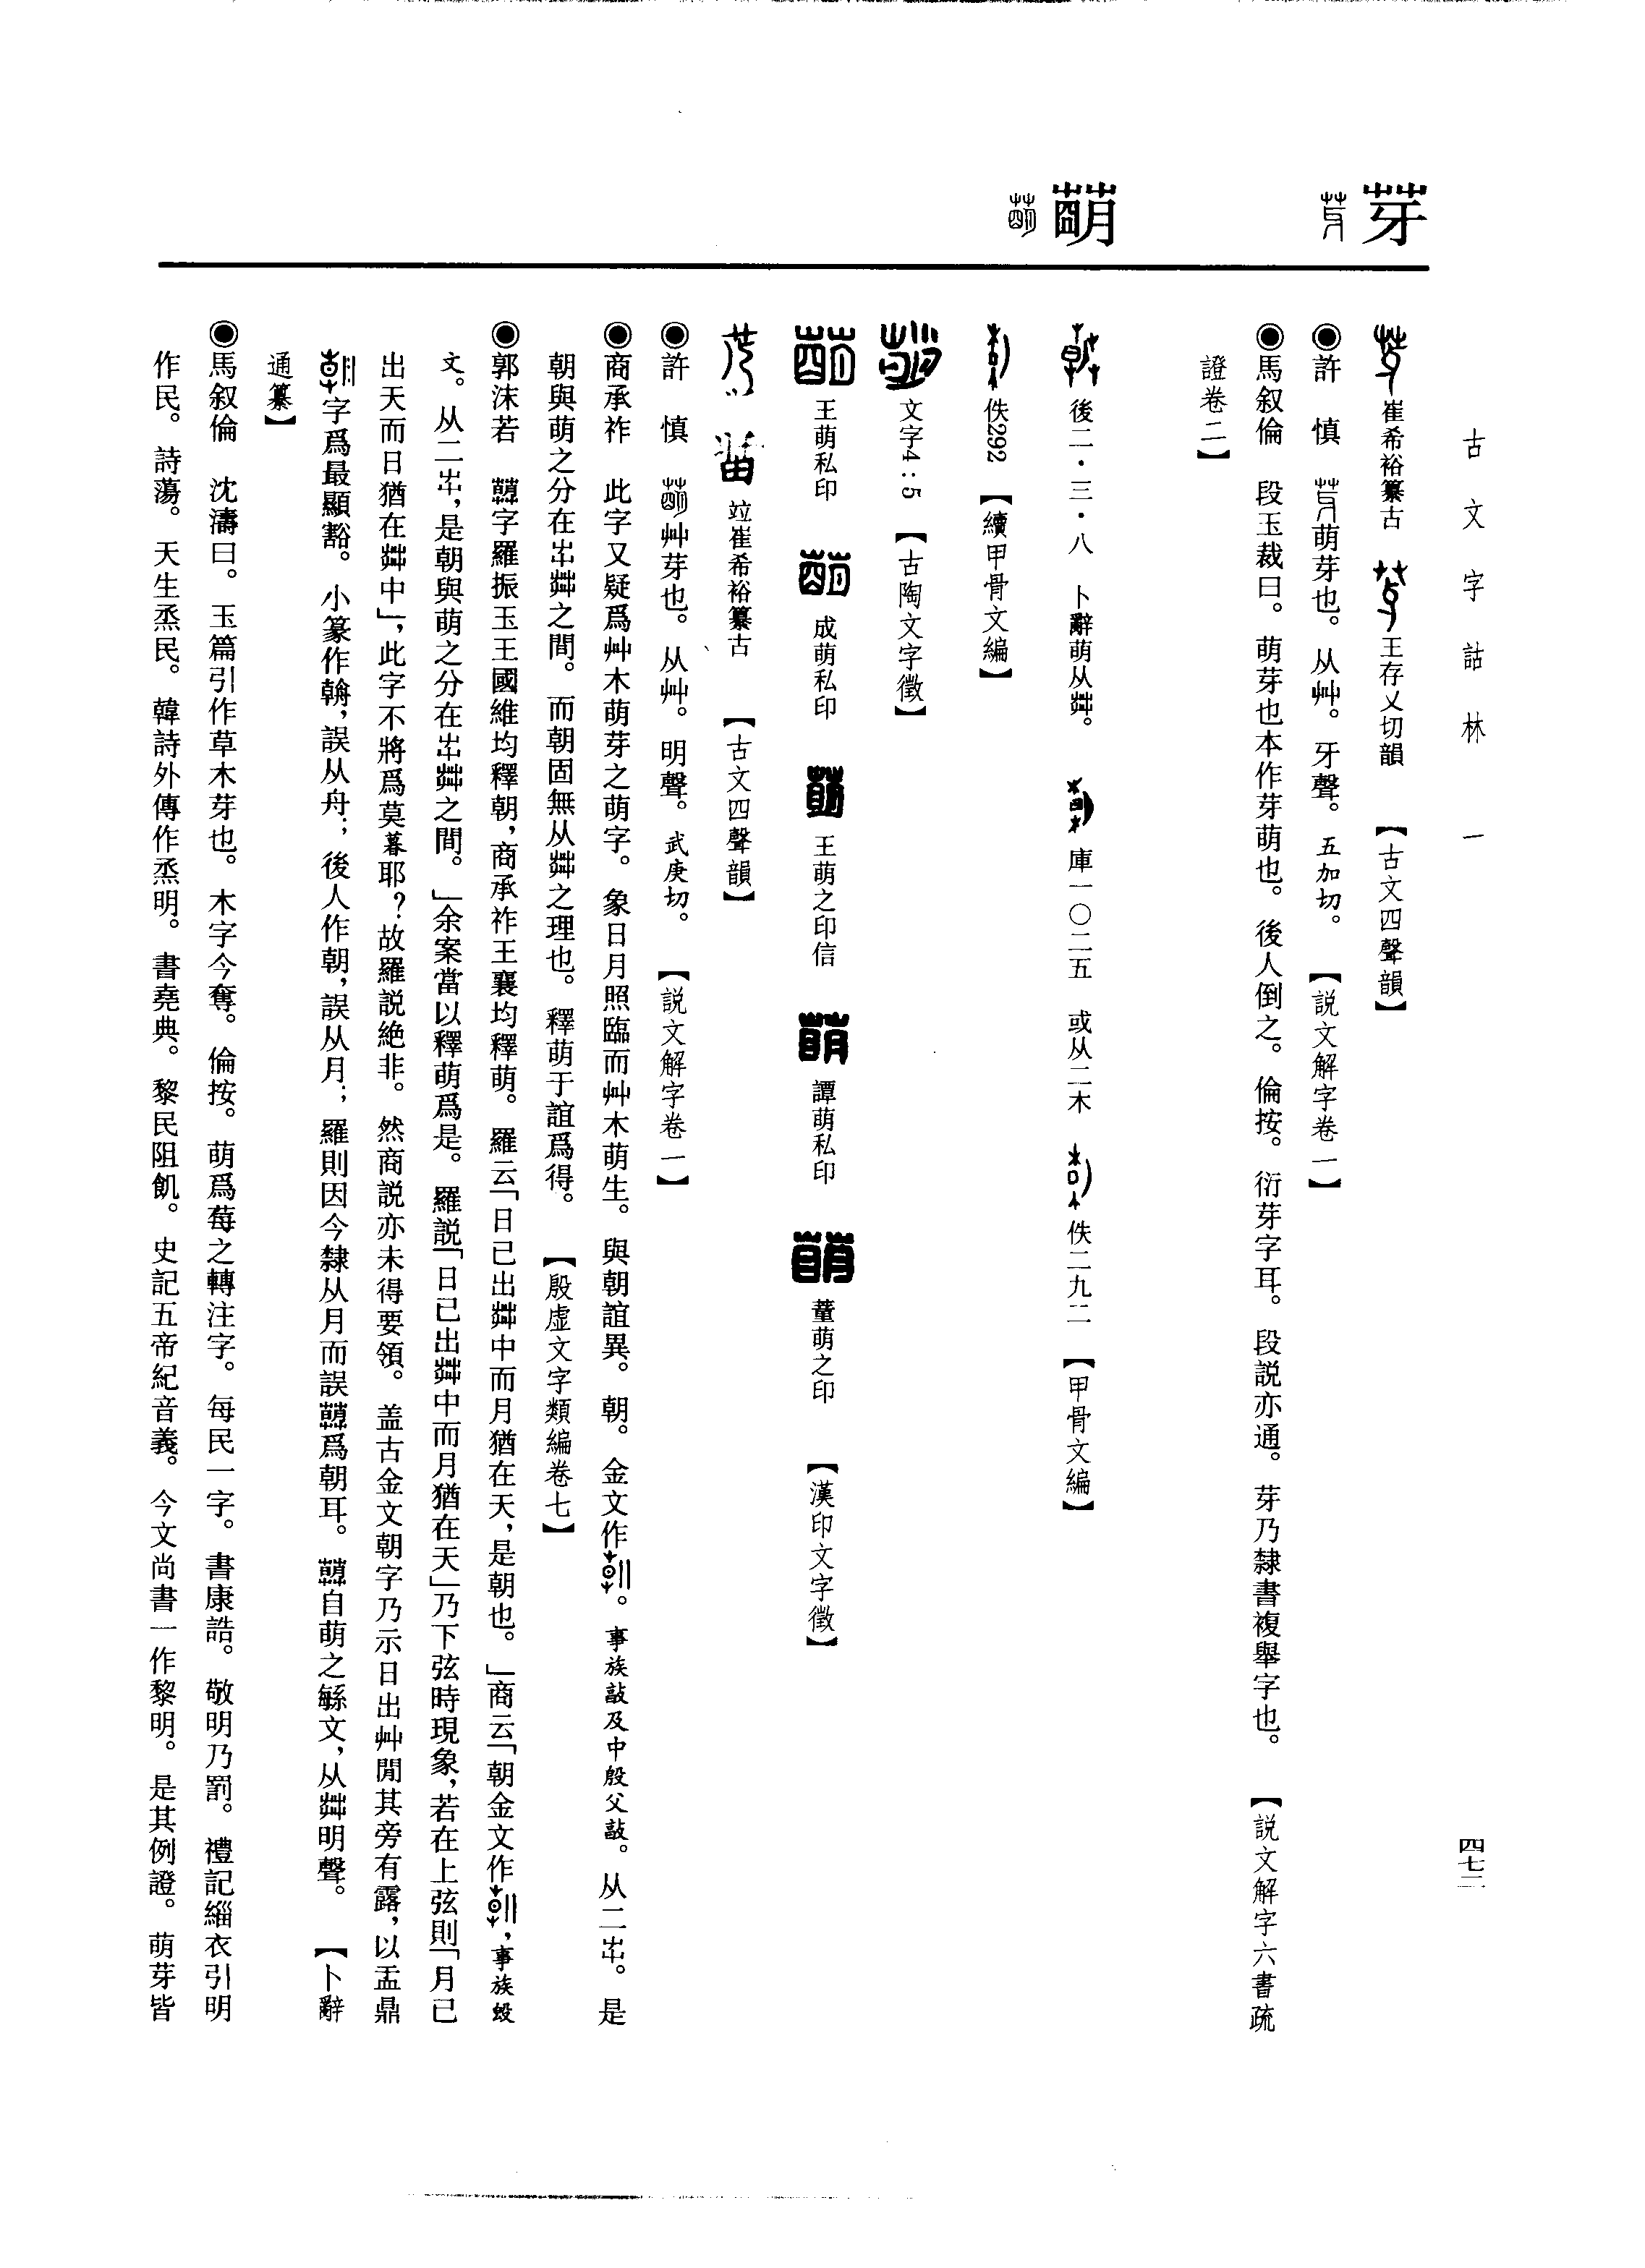 古文字詁林 一
四七二
芽
崔希裕纂古 王存乂切韻 【古文四聲韻】
◉許 慎 萌芽也。从艸。牙聲。五加切。 【説文解字卷一】
◉馬叙倫 段玉裁曰。萌芽也本作芽萌也。後人倒之。倫按。衍芽字耳。段説亦通。芽乃隸書複舉字也。 【説文解字六書疏
證卷二】
萌
後二・三・八 卜辭萌从茻。 庫一〇二五 或从二木 佚二九二 【甲骨文編】
佚292 【續甲骨文編】
文字4:5 【古陶文字徵】
王萌私印 成萌私印 王萌之印信 譚萌私印 董萌之印 【漢印文字徵】
竝崔希裕纂古 【古文四聲韻】
◉許 慎 艸芽也。从艸。明聲。武庚切。 【説文解字卷一】
◉商承祚 此字又疑爲艸木萌芽之萌字。象日月照臨而艸木萌生。與朝誼異。朝。金文作。事族𣪘及中殷父𣪘。从二屮。是
朝與萌之分在屮茻之間。而朝固無从茻之理也。釋萌于誼爲得。 【殷虛文字類編卷七】
◉郭沫若 字羅振玉王國維均釋朝，商承祚王襄均釋萌。羅云「日已出茻中而月猶在天，是朝也。」商云「朝金文作，事族𣪘
文。从二屮，是朝與萌之分在屮茻之間。」余案當以釋萌爲是。羅説「日已出茻中而月猶在天」乃下弦時現象，若在上弦則「月已
出天而日猶在茻中」，此字不將爲莫暮耶？故羅説絶非。然商説亦未得要領。盖古金文朝字乃示日出艸閒其旁有露，以盂鼎
字爲最顯豁。小篆作，誤从舟；後人作朝，誤从月；羅則因今隸从月而誤爲朝耳。自萌之緐文，从茻明聲。 【卜辭
通纂】
◉馬叙倫 沈濤曰。玉篇引作草木芽也。木字今奪。倫按。萌爲莓之轉注字。每民一字。書康誥。敬明乃罰。禮記緇衣引明
作民。詩蕩。天生烝民。韓詩外傳作烝明。書堯典。黎民阻飢。史記五帝紀音義。今文尚書一作黎明。是其例證。萌芽皆